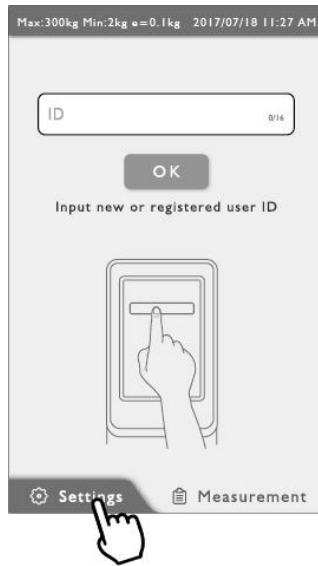 Max:300kg Min:2kg e=0.1kg 2017/07/18 11:27 AM
ID 0/16
OK
Input new or registered user ID
Settings Measurement